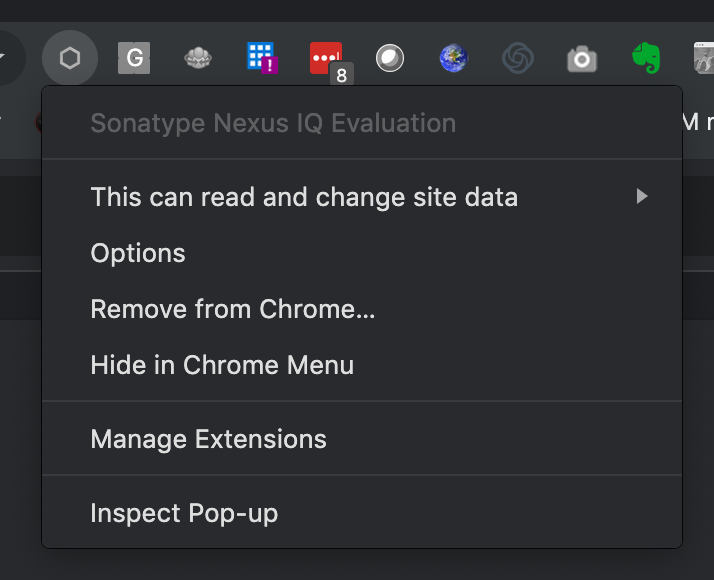 G
!
8
M
Sonatype Nexus IQ Evaluation
This can read and change site data
Options
Remove from Chrome...
Hide in Chrome Menu
Manage Extensions
Inspect Pop-up